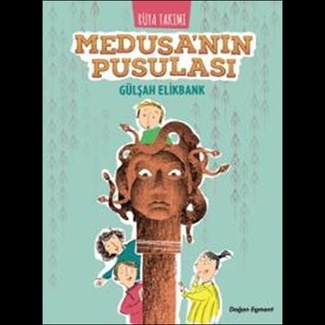 RÜYA TAKIMI
MEDUSA'NIN
PUSULASI
GÜLŞAH ELİKBANK
Doğan Egmont